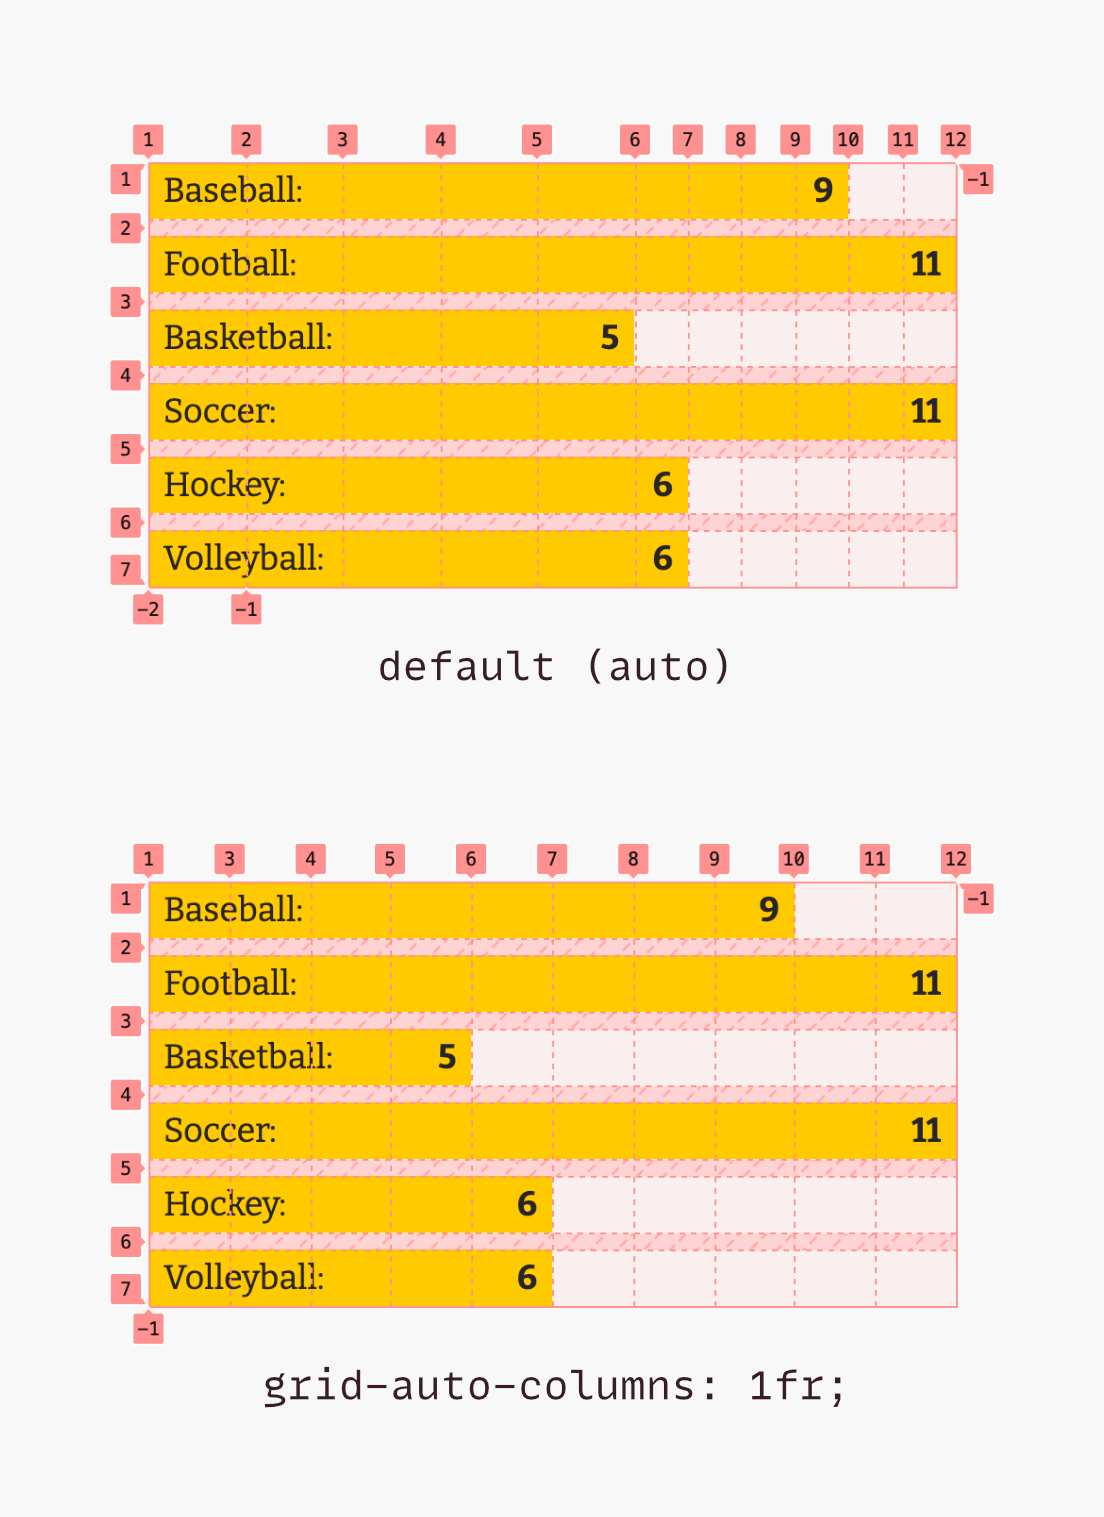 1 2 3 4 5 6 7 8 9 10 11 12
1 Baseball: 9 −1
2
Football: 11
3
Basketball: 5
4
Soccer: 11
5
Hockey: 6
6
Volleyball: 6
7
−2 −1
default (auto)
1 3 4 5 6 7 8 9 10 11 12
1 Baseball: 9 −1
2
Football: 11
3
Basketball: 5
4
Soccer: 11
5
Hockey: 6
6
Volleyball: 6
7
−1
grid-auto-columns: 1fr;